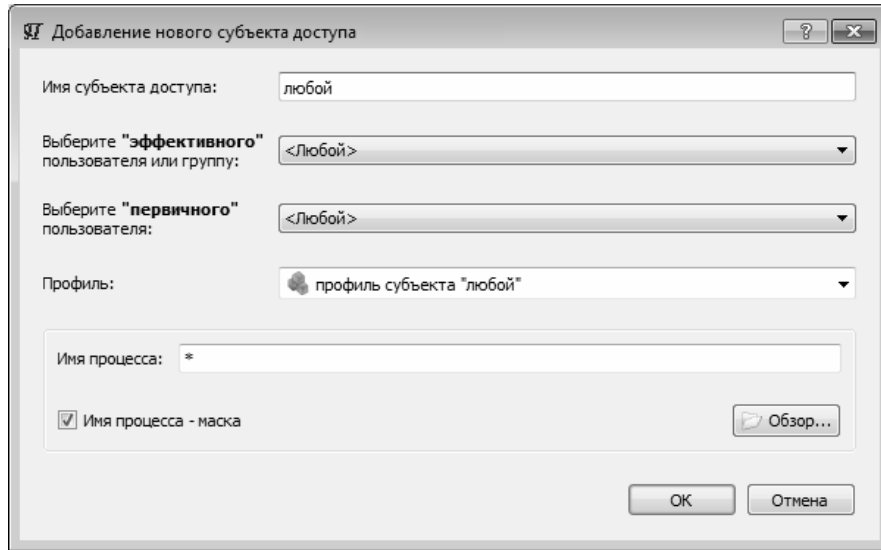 Добавление нового субъекта доступа
Имя субъекта доступа:
любой
Выберите "эффективного"
пользователя или группу:
<Любой>
Выберите "первичного"
пользователя:
<Любой>
Профиль:
профиль субъекта "любой"
Имя процесса:
*
Имя процесса - маска
Обзор...
OK
Отмена